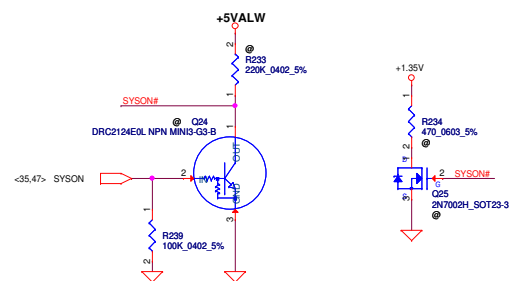 +5VALW
2
@
R233
220K_0402_5%
1
SYSON#
@ Q24
DRC2124E0L NPN MINI3-G3-B
1
OUT
<35,47> SYSON
2
IN
GND
3
1
R239
100K_0402_5%
2
+1.35V
1
R234
470_0603_5%
2
@
2
SYSON#
G
3
Q25
2N7002H_SOT23-3
@